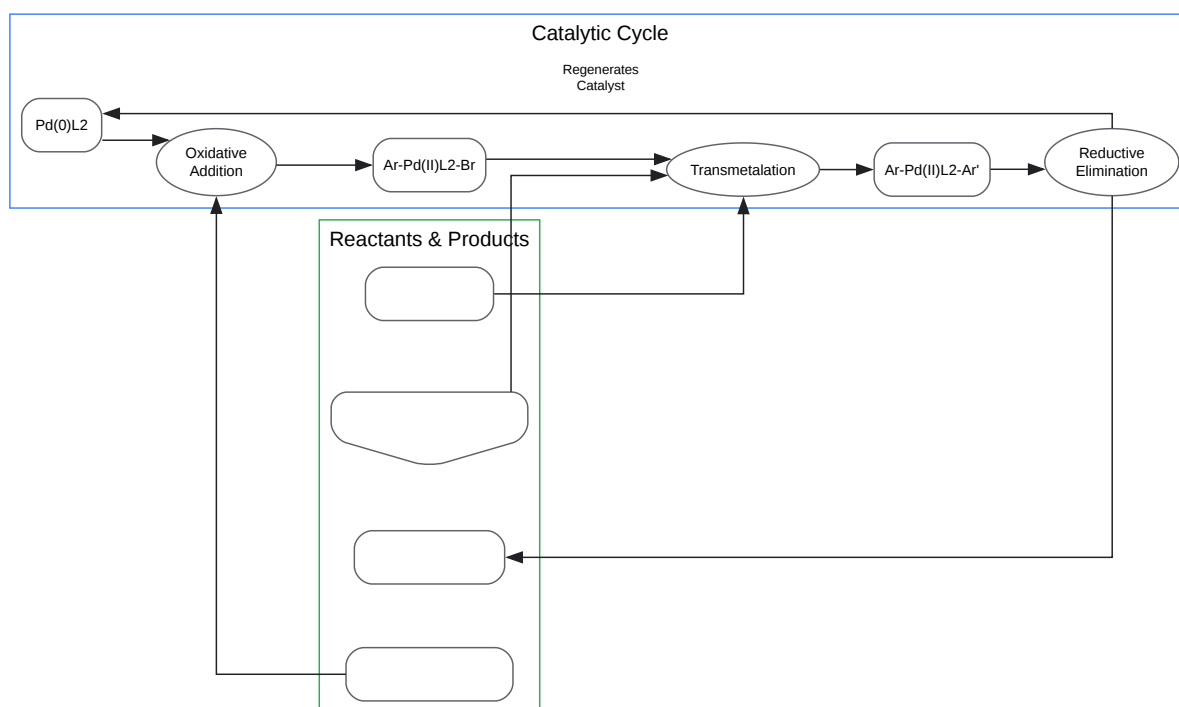 Catalytic Cycle
Regenerates
Catalyst
Pd(0)L2
Oxidative
Addition
Ar-Pd(II)L2-Br
Transmetalation
Ar-Pd(II)L2-Ar'
Reductive
Elimination
Reactants & Products